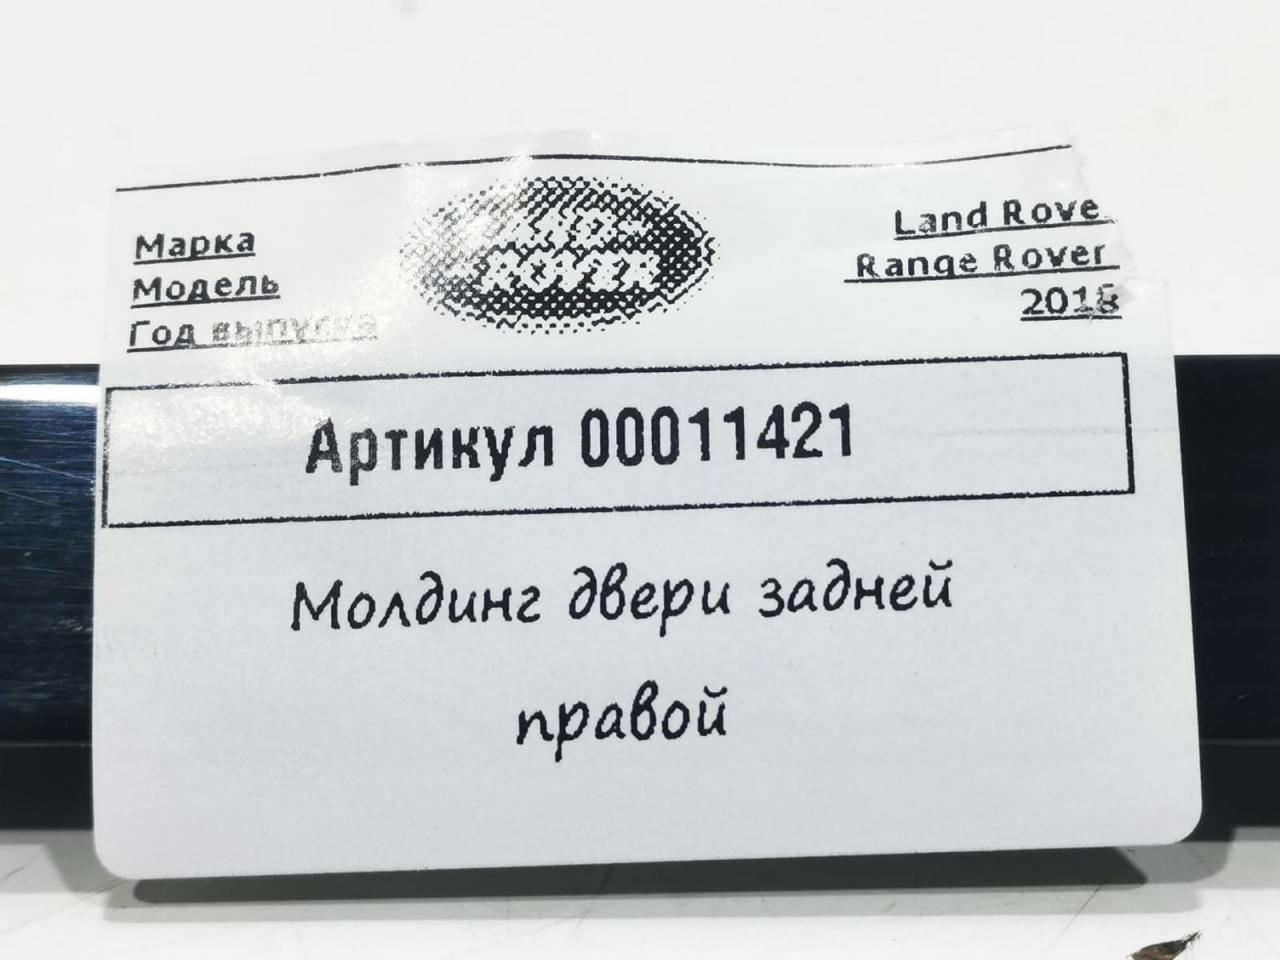 Марка
Land Rove
Модель
Range Rover
Год выпуска
2018
Артикул 00011421
Молдинг двери задней
правой